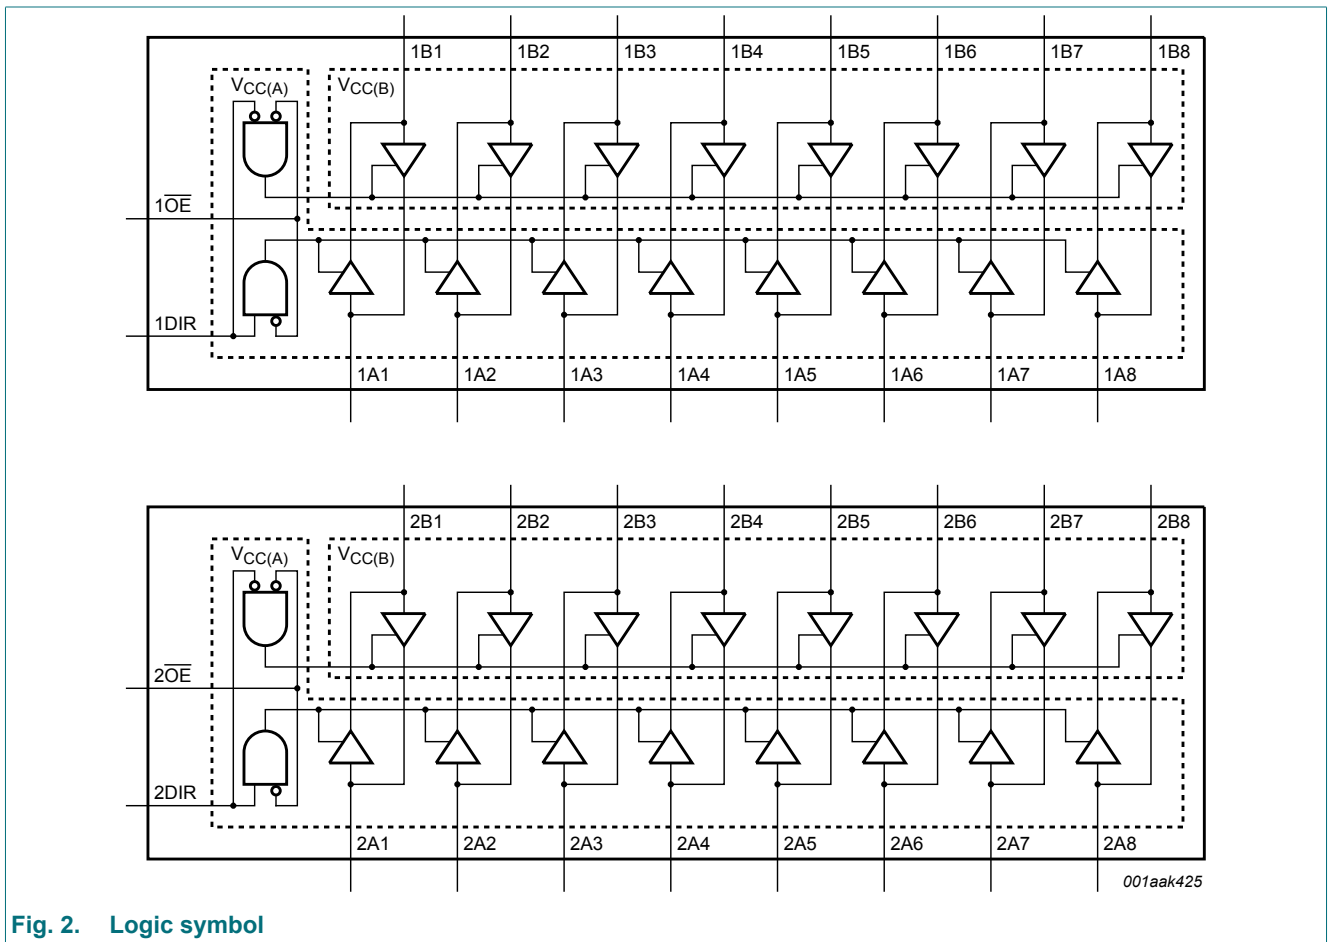 1B1 1B2 1B3 1B4 1B5 1B6 1B7 1B8
VCC(A) VCC(B)
1O̅E̅
1DIR
1A1 1A2 1A3 1A4 1A5 1A6 1A7 1A8
2B1 2B2 2B3 2B4 2B5 2B6 2B7 2B8
VCC(A) VCC(B)
2O̅E̅
2DIR
2A1 2A2 2A3 2A4 2A5 2A6 2A7 2A8
001aak425
Fig. 2. Logic symbol